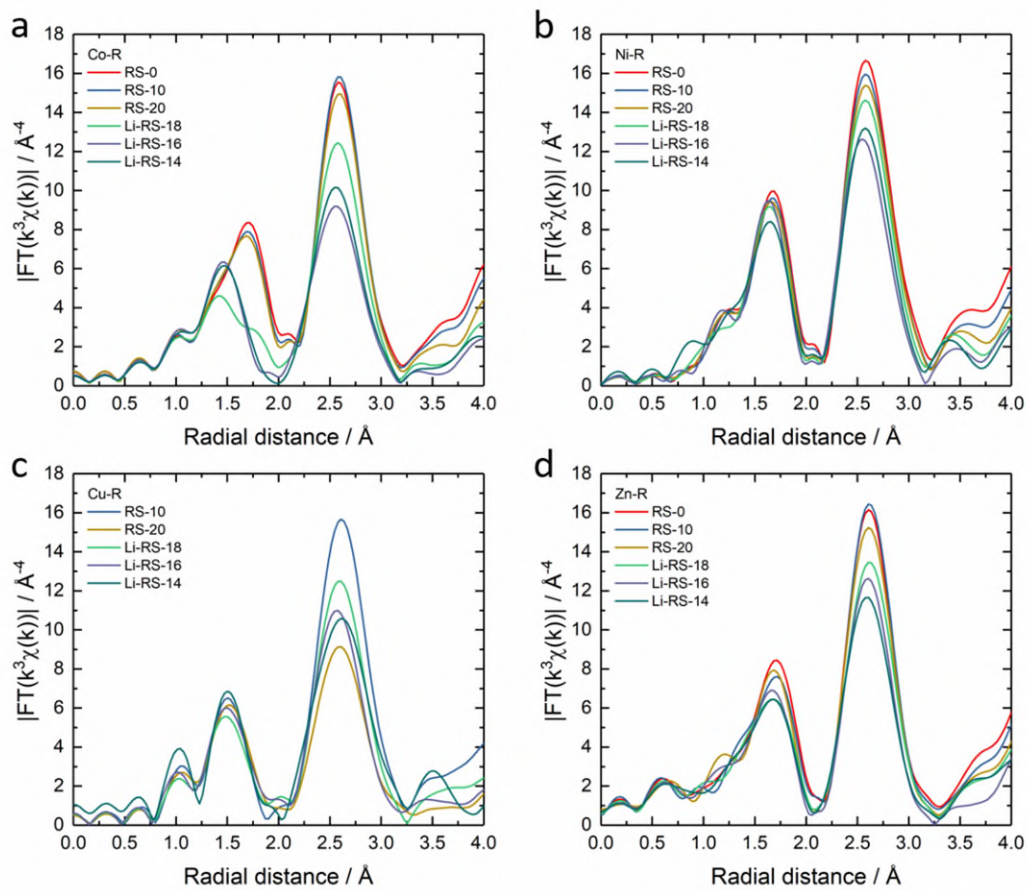 a
Co-R
RS-0
RS-10
RS-20
Li-RS-18
Li-RS-16
Li-RS-14
|FT(k³χ(k))| / Å⁻⁴
18
16
14
12
10
8
6
4
2
0
0.0 0.5 1.0 1.5 2.0 2.5 3.0 3.5 4.0
Radial distance / Å
b
Ni-R
RS-0
RS-10
RS-20
Li-RS-18
Li-RS-16
Li-RS-14
|FT(k³χ(k))| / Å⁻⁴
18
16
14
12
10
8
6
4
2
0
0.0 0.5 1.0 1.5 2.0 2.5 3.0 3.5 4.0
Radial distance / Å
c
Cu-R
RS-10
RS-20
Li-RS-18
Li-RS-16
Li-RS-14
|FT(k³χ(k))| / Å⁻⁴
18
16
14
12
10
8
6
4
2
0
0.0 0.5 1.0 1.5 2.0 2.5 3.0 3.5 4.0
Radial distance / Å
d
Zn-R
RS-0
RS-10
RS-20
Li-RS-18
Li-RS-16
Li-RS-14
|FT(k³χ(k))| / Å⁻⁴
18
16
14
12
10
8
6
4
2
0
0.0 0.5 1.0 1.5 2.0 2.5 3.0 3.5 4.0
Radial distance / Å